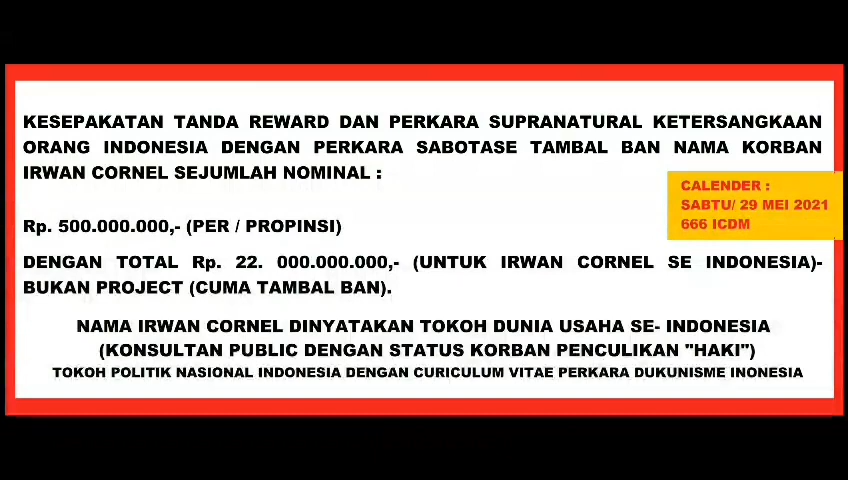 KESEPAKATAN TANDA REWARD DAN PERKARA SUPRANATURAL KETERSANGKAAN
ORANG INDONESIA DENGAN PERKARA SABOTASE TAMBAL BAN NAMA KORBAN
IRWAN CORNEL SEJUMLAH NOMINAL :
CALENDER :
SABTU/ 29 MEI 2021
666 ICDM
Rp. 500.000.000,- (PER / PROPINSI)
DENGAN TOTAL Rp. 22. 000.000.000,- (UNTUK IRWAN CORNEL SE INDONESIA)-
BUKAN PROJECT (CUMA TAMBAL BAN).
NAMA IRWAN CORNEL DINYATAKAN TOKOH DUNIA USAHA SE- INDONESIA
(KONSULTAN PUBLIC DENGAN STATUS KORBAN PENCULIKAN "HAKI")
TOKOH POLITIK NASIONAL INDONESIA DENGAN CURICULUM VITAE PERKARA DUKUNISME INONESIA